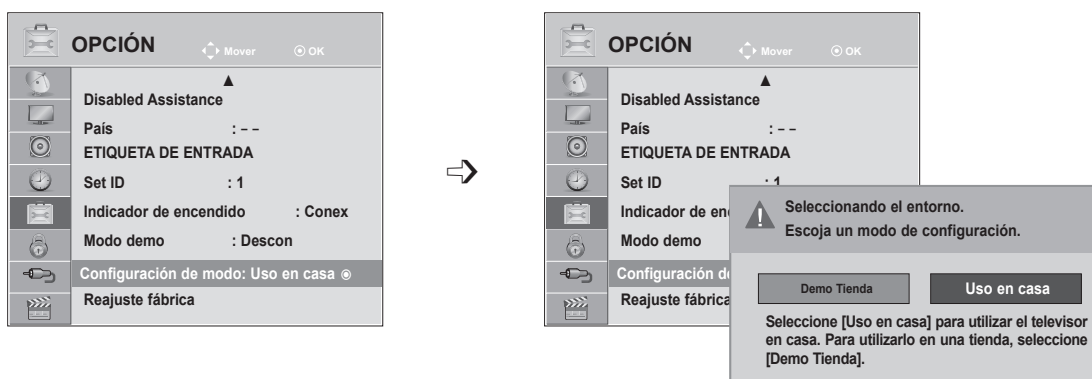 OPCIÓN Mover OK
Disabled Assistance
País : – –
ETIQUETA DE ENTRADA
Set ID : 1
Indicador de encendido : Conex
Modo demo : Descon
Configuración de modo: Uso en casa
Reajuste fábrica
OPCIÓN Mover OK
Disabled Assistance
País : – –
ETIQUETA DE ENTRADA
Set ID : 1
Indicador de en
Modo demo
Configuración d
Reajuste fábrica
Seleccionando el entorno.
Escoja un modo de configuración.
Demo Tienda Uso en casa
Seleccione [Uso en casa] para utilizar el televisor
en casa. Para utilizarlo en una tienda, seleccione
[Demo Tienda].